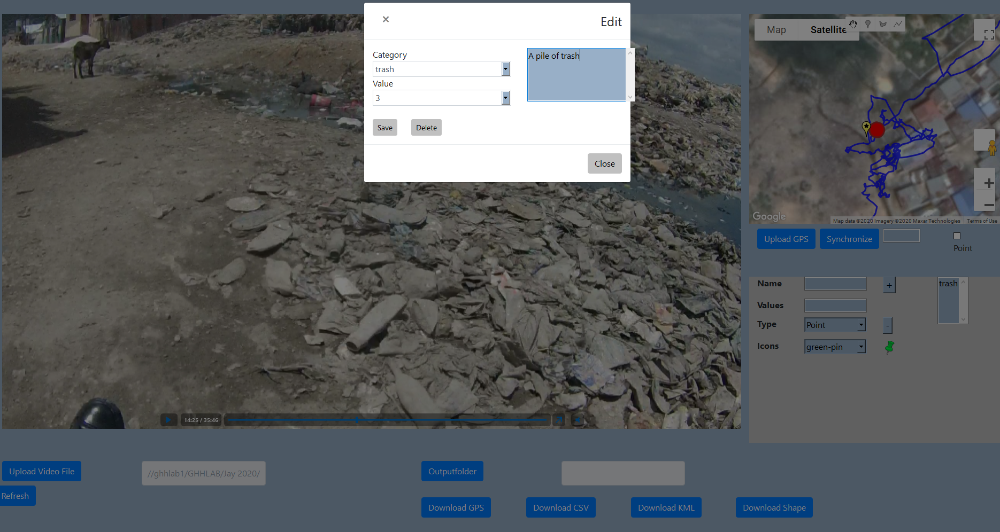 ×
Edit
Category
trash
Value
3
A pile of trash
Save
Delete
Close
Map
Satellite
Google
Map data ©2020 Imagery ©2020 Maxar Technologies
Terms of Use
Upload GPS
Synchronize
Point
Name
+
trash
Values
Type
Point
-
Icons
green-pin
14:25 / 35:46
Upload Video File
//ghhlab1/GHHLAB/Jay 2020/
Outputfolder
Refresh
Download GPS
Download CSV
Download KML
Download Shape